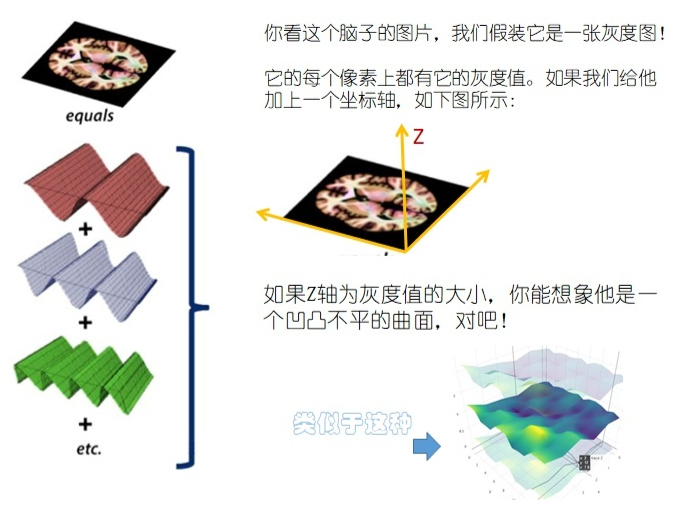 你看这个脑子的图片，我们假装它是一张灰度图！
它的每个像素上都有它的灰度值。如果我们给他
加上一个坐标轴，如下图所示：
equals
Z
+
+
+
etc.
如果Z轴为灰度值的大小，你能想象他是一
个凹凸不平的曲面，对吧！
类似于这种